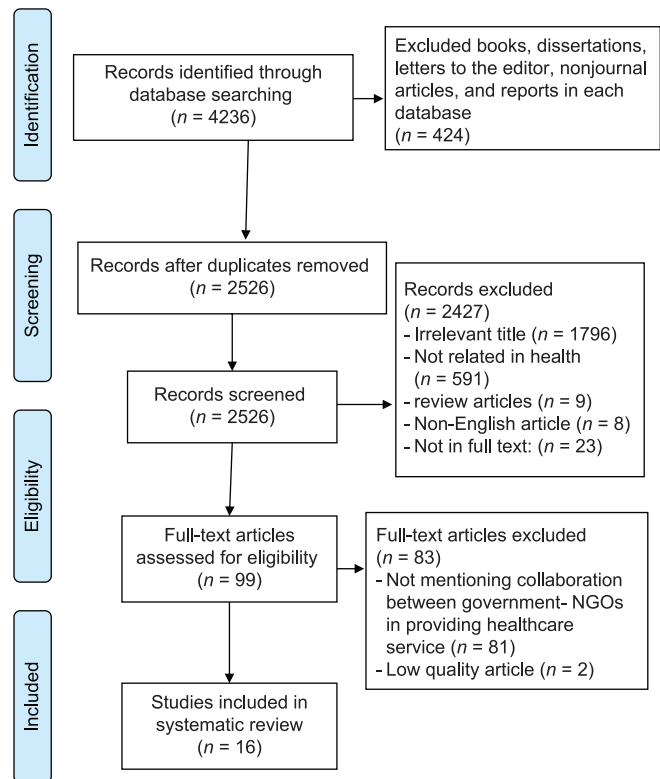 Identification
Records identified through
database searching
(n = 4236)
Excluded books, dissertations,
letters to the editor, nonjournal
articles, and reports in each
database
(n = 424)
Screening
Records after duplicates removed
(n = 2526)
Records screened
(n = 2526)
Records excluded
(n = 2427)
- Irrelevant title (n = 1796)
- Not related in health
(n = 591)
- review articles (n = 9)
- Non-English article (n = 8)
- Not in full text: (n = 23)
Eligibility
Full-text articles
assessed for eligibility
(n = 99)
Full-text articles excluded
(n = 83)
- Not mentioning collaboration
between government- NGOs
in providing healthcare
service
(n = 81)
- Low quality article (n = 2)
Included
Studies included in
systematic review
(n = 16)